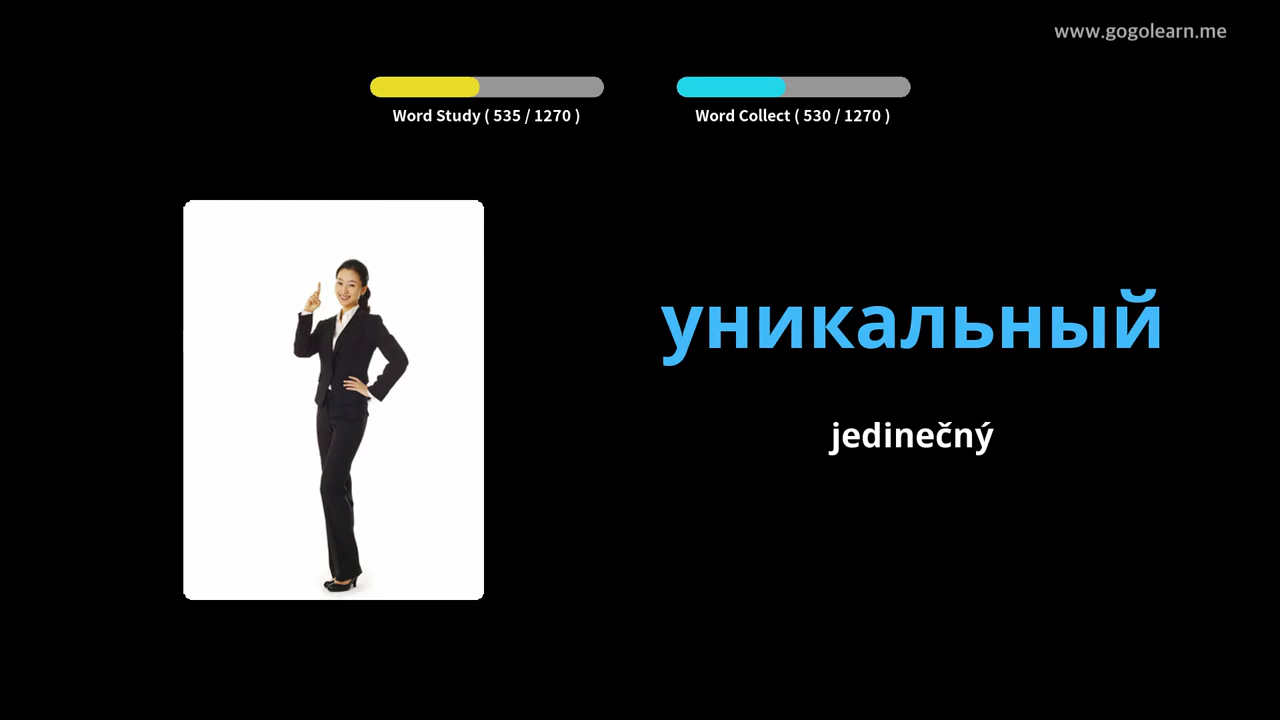 www.gogolearn.me
Word Study ( 535 / 1270 )
Word Collect ( 530 / 1270 )
уникальный
jedinečný